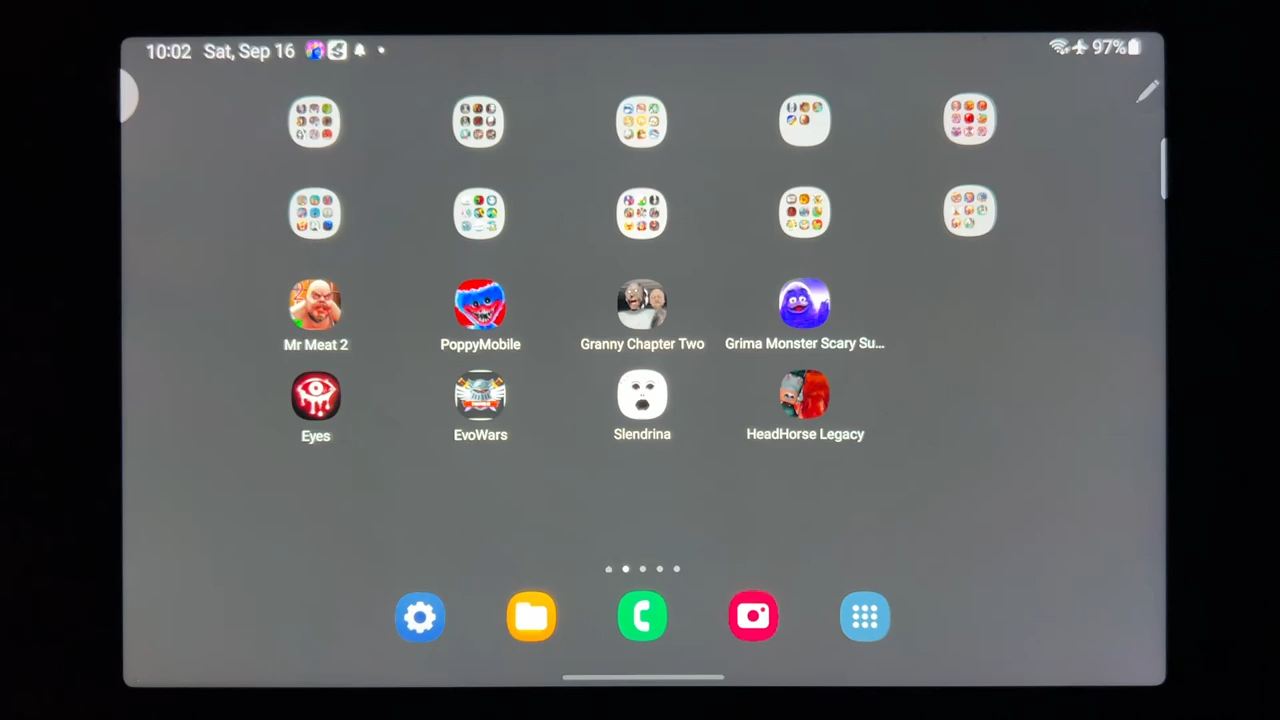 10:02 Sat, Sep 16 97%
Mr Meat 2 PoppyMobile Granny Chapter Two Grima Monster Scary Su...
Eyes EvoWars Slendrina HeadHorse Legacy